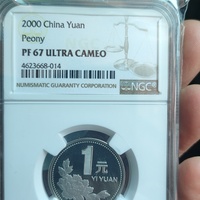 2000 China Yuan
Peony
PF 67 ULTRA CAMEO
4623668-014
NUMISMATIC GUARANTY CORPORATION
NGC
1
元
YI YUAN